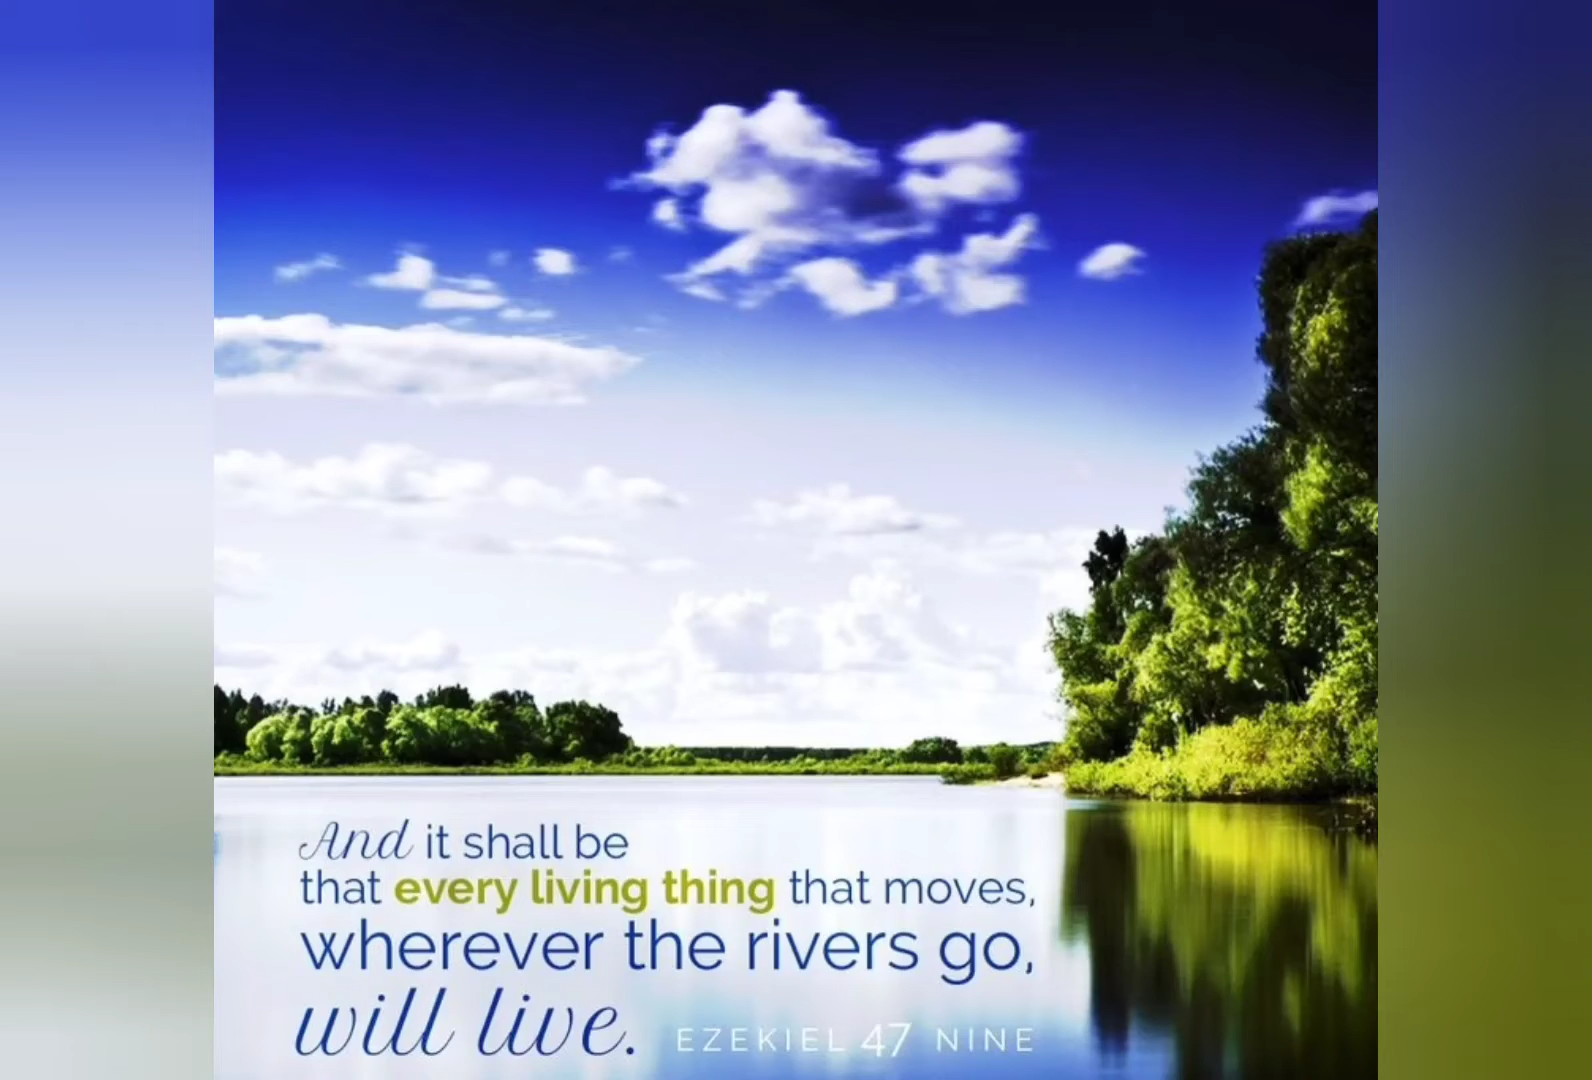 And it shall be
that every living thing that moves,
wherever the rivers go,
will live. EZEKIEL 47 NINE